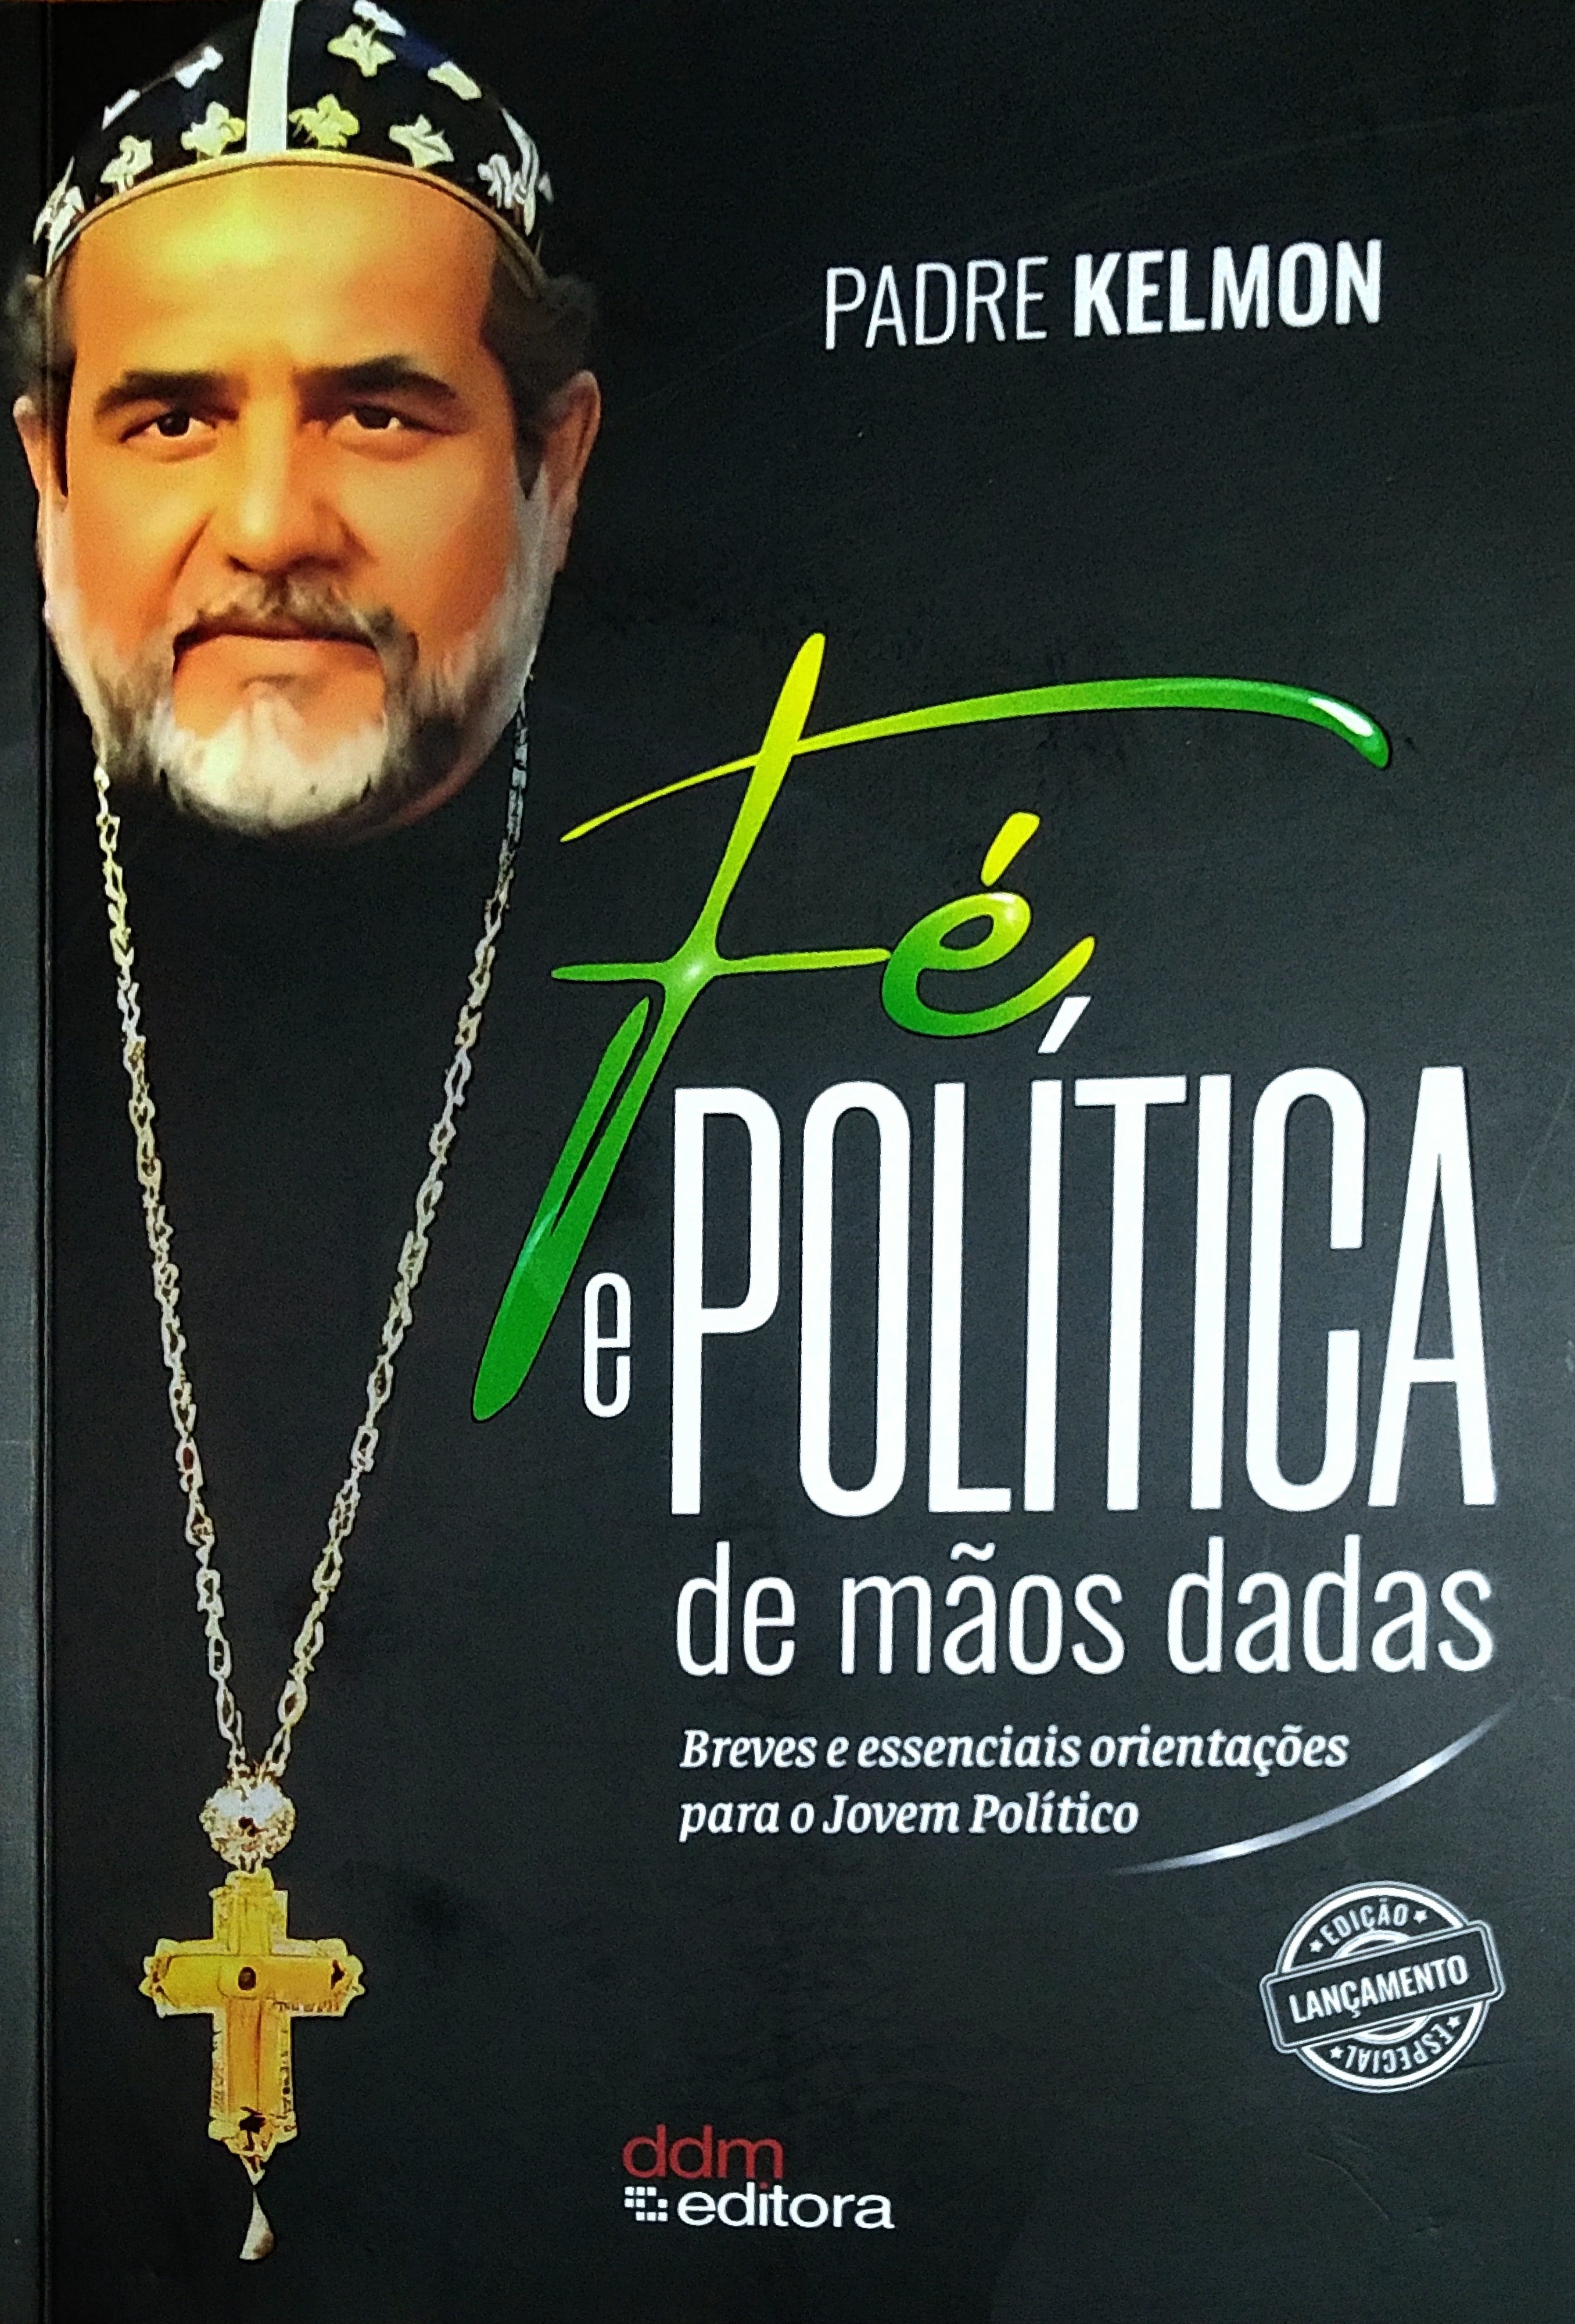 PADRE KELMON
Fé
e POLÍTICA
de mãos dadas
Breves e essenciais orientações
para o Jovem Político
EDIÇÃO
LANÇAMENTO
ESPECIAL
ddm
editora